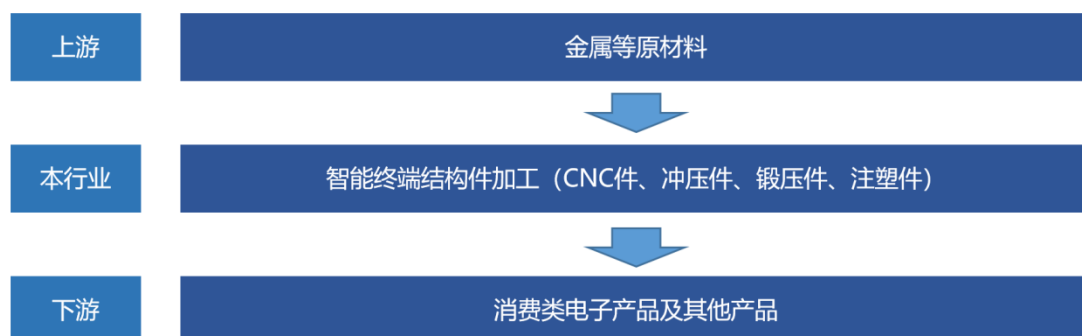 上游
金属等原材料
本行业
智能终端结构件加工（CNC件、冲压件、锻压件、注塑件）
下游
消费类电子产品及其他产品